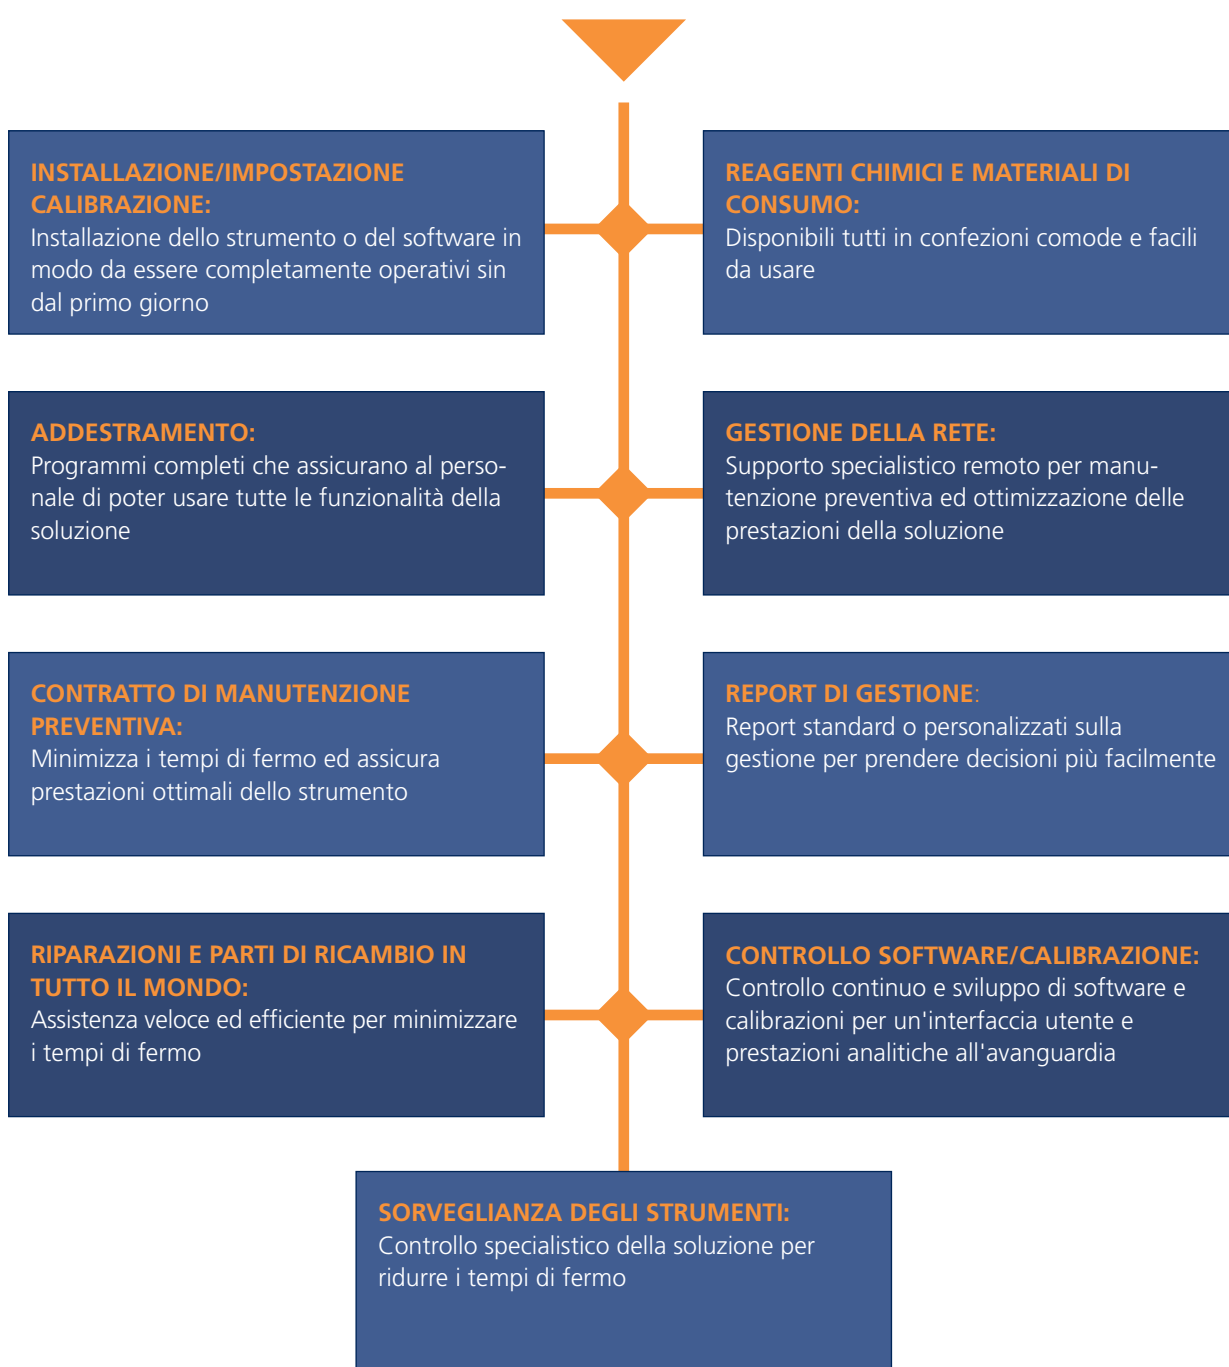 INSTALLAZIONE/IMPOSTAZIONE
CALIBRAZIONE:
Installazione dello strumento o del software in
modo da essere completamente operativi sin
dal primo giorno
REAGENTI CHIMICI E MATERIALI DI
CONSUMO:
Disponibili tutti in confezioni comode e facili
da usare
ADDESTRAMENTO:
Programmi completi che assicurano al perso-
nale di poter usare tutte le funzionalità della
soluzione
GESTIONE DELLA RETE:
Supporto specialistico remoto per manu-
tenzione preventiva ed ottimizzazione delle
prestazioni della soluzione
CONTRATTO DI MANUTENZIONE
PREVENTIVA:
Minimizza i tempi di fermo ed assicura
prestazioni ottimali dello strumento
REPORT DI GESTIONE:
Report standard o personalizzati sulla
gestione per prendere decisioni più facilmente
RIPARAZIONI E PARTI DI RICAMBIO IN
TUTTO IL MONDO:
Assistenza veloce ed efficiente per minimizzare
i tempi di fermo
CONTROLLO SOFTWARE/CALIBRAZIONE:
Controllo continuo e sviluppo di software e
calibrazioni per un'interfaccia utente e
prestazioni analitiche all'avanguardia
SORVEGLIANZA DEGLI STRUMENTI:
Controllo specialistico della soluzione per
ridurre i tempi di fermo